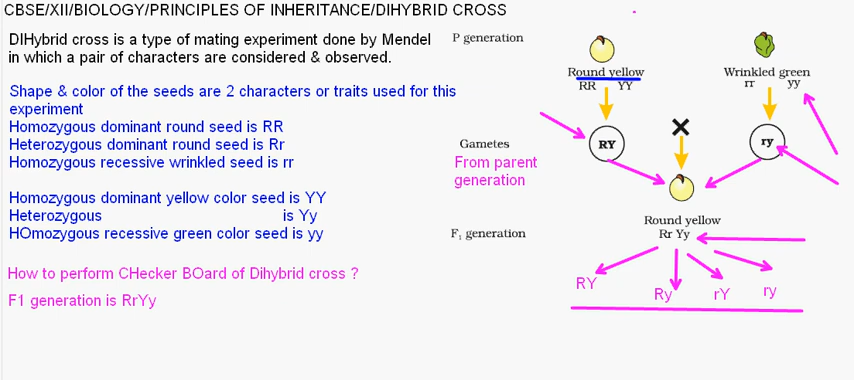 CBSE/XII/BIOLOGY/PRINCIPLES OF INHERITANCE/DIHYBRID CROSS
DIHybrid cross is a type of mating experiment done by Mendel
in which a pair of characters are considered & observed.
Shape & color of the seeds are 2 characters or traits used for this
experiment
Homozygous dominant round seed is RR
Heterozygous dominant round seed is Rr
Homozygous recessive wrinkled seed is rr
Homozygous dominant yellow color seed is YY
Heterozygous is Yy
HOmozygous recessive green color seed is yy
How to perform CHecker BOard of Dihybrid cross ?
F1 generation is RrYy
P generation
Round yellow
RR YY
Wrinkled green
rr yy
Gametes
From parent
generation
RY
ry
Round yellow
Rr Yy
F1 generation
RY
Ry
rY
ry